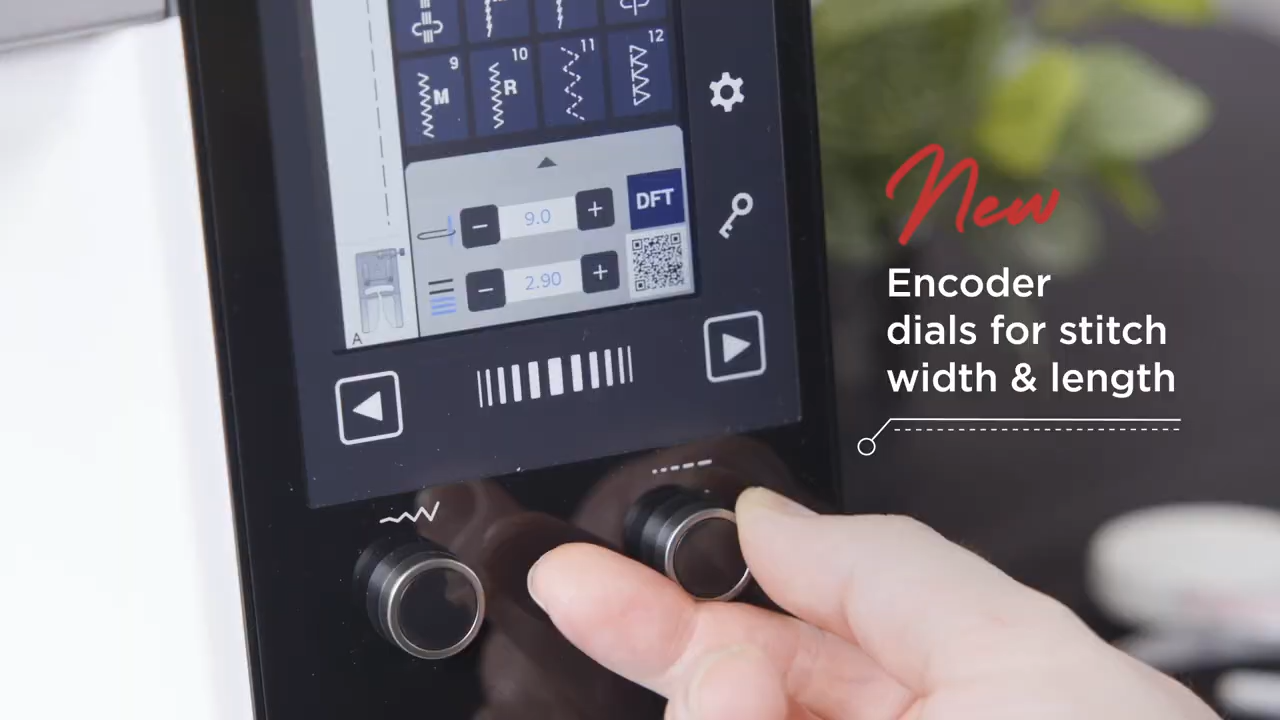 9
10
11
12
M
R
9.0
DFT
2.90
A
New
Encoder
dials for stitch
width & length